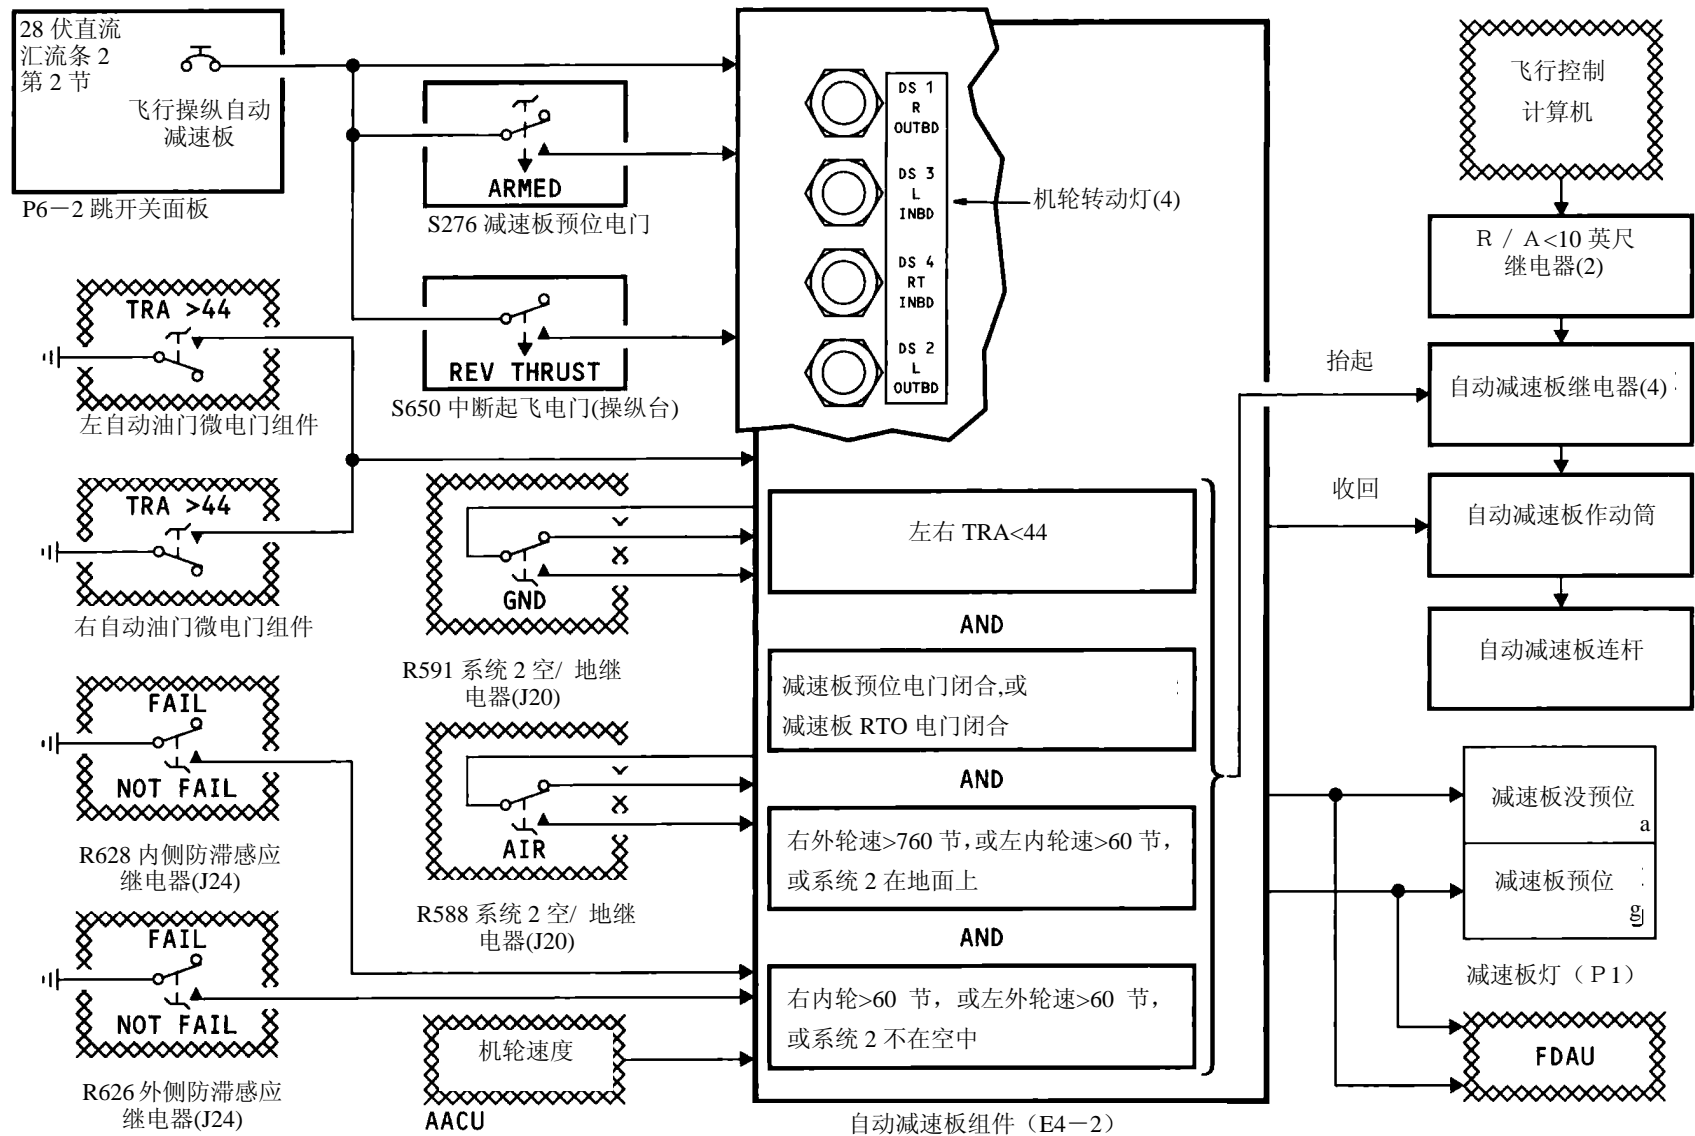 28 伏直流
汇流条 2
第 2 节
飞行操纵自动
减速板
P6－2 跳开关面板
ARMED
S276 减速板预位电门
REV THRUST
S650 中断起飞电门(操纵台)
DS 1
R
OUTBD
DS 3
L
INBD
DS 4
RT
INBD
DS 2
L
OUTBD
机轮转动灯(4)
飞行控制
计算机
R / A<10 英尺
继电器(2)
抬起
自动减速板继电器(4)
收回
自动减速板作动筒
自动减速板连杆
TRA >44
左自动油门微电门组件
TRA >44
右自动油门微电门组件
FAIL
NOT FAIL
R628 内侧防滞感应
继电器(J24)
FAIL
NOT FAIL
R626 外侧防滞感应
继电器(J24)
GND
R591 系统 2 空/ 地继
电器(J20)
AIR
R588 系统 2 空/ 地继
电器(J20)
机轮速度
AACU
左右 TRA<44
AND
减速板预位电门闭合,或
减速板 RTO 电门闭合
AND
右外轮速>760 节，或左内轮速>60 节，
或系统 2 在地面上
AND
右内轮>60 节，或左外轮速>60 节，
或系统 2 不在空中
自动减速板组件（E4－2）
减速板没预位
a
减速板预位
g
减速板灯（P1）
FDAU